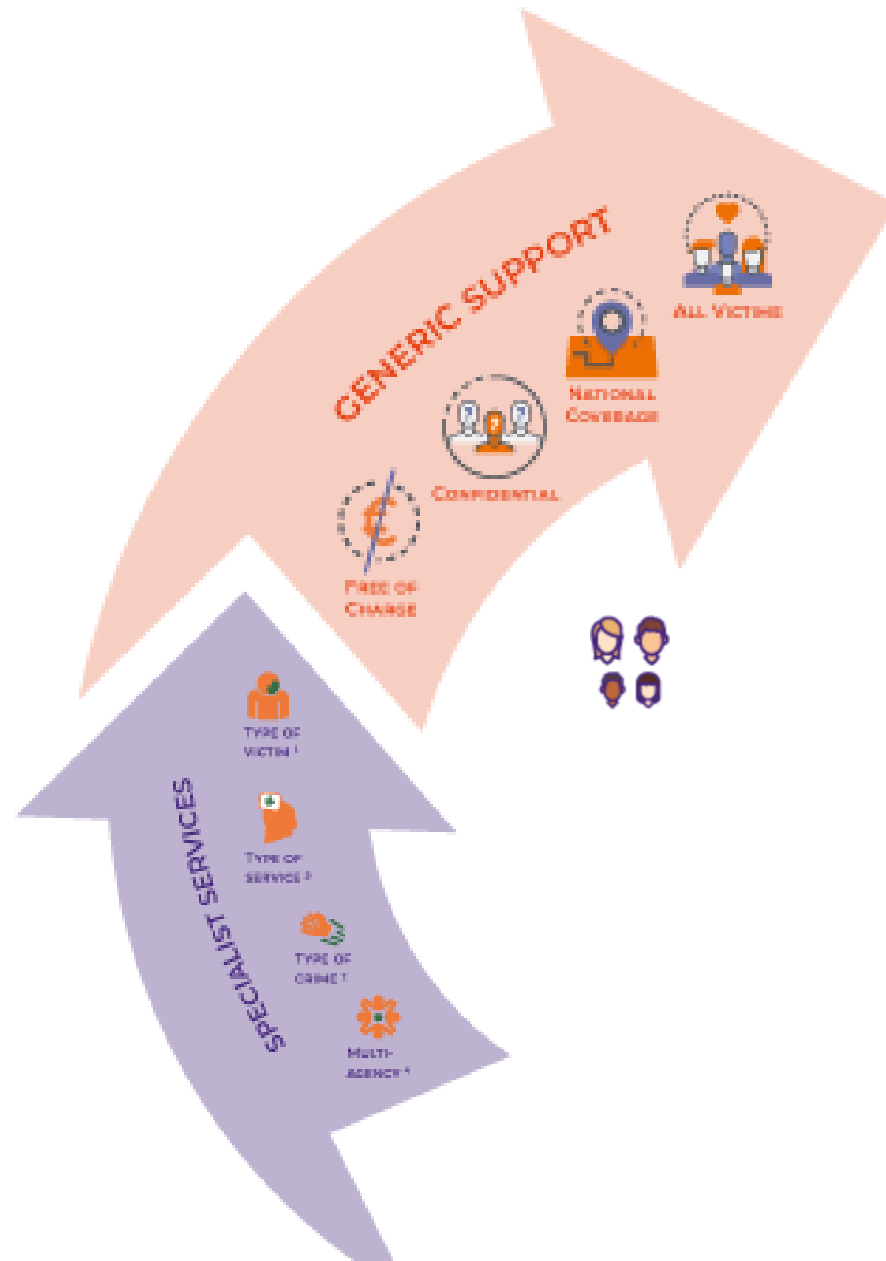 GENERIC SUPPORT
ALL VICTIMS
NATIONAL
COVERAGE
CONFIDENTIAL
€
FREE OF
CHARGE
SPECIALIST SERVICES
TYPE OF
VICTIM ¹
TYPE OF
SERVICE
TYPE OF
CRIME
MULTI-
AGENCY